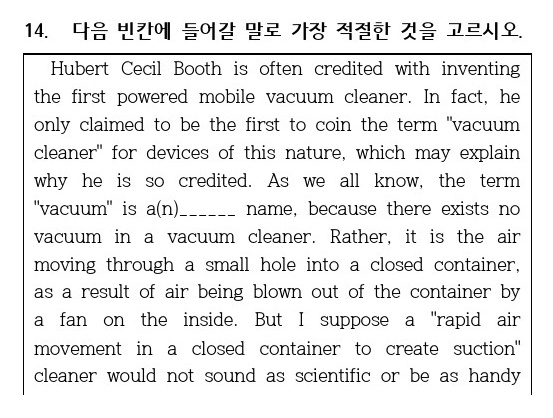 14. 다음 빈칸에 들어갈 말로 가장 적절한 것을 고르시오.
Hubert Cecil Booth is often credited with inventing
the first powered mobile vacuum cleaner. In fact, he
only claimed to be the first to coin the term "vacuum
cleaner" for devices of this nature, which may explain
why he is so credited. As we all know, the term
"vacuum" is a(n)______ name, because there exists no
vacuum in a vacuum cleaner. Rather, it is the air
moving through a small hole into a closed container,
as a result of air being blown out of the container by
a fan on the inside. But I suppose a "rapid air
movement in a closed container to create suction"
cleaner would not sound as scientific or be as handy